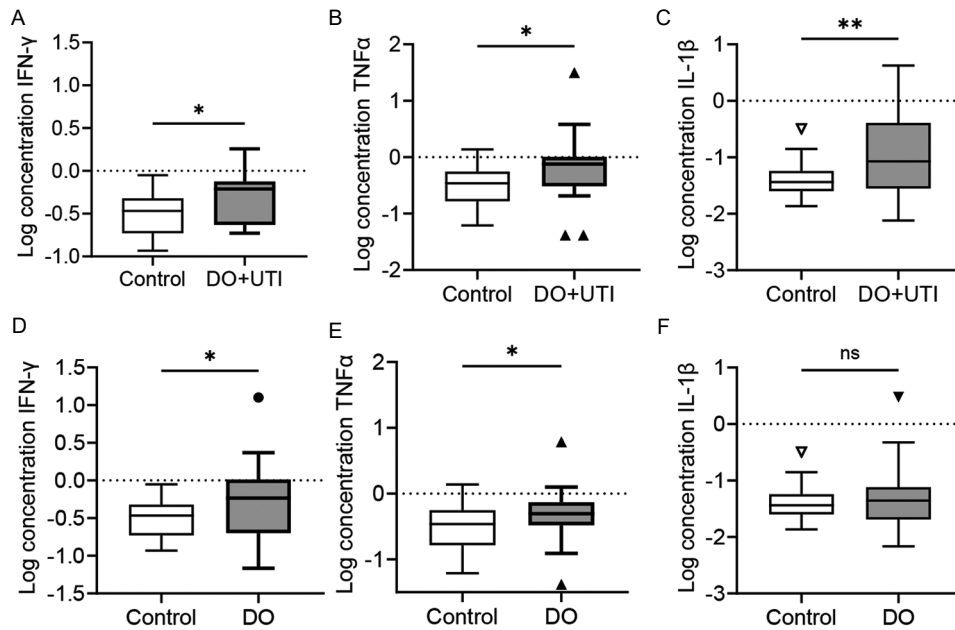 A
Log concentration IFN-γ
1.5
1.0
0.5
0.0
-0.5
-1.0
*
Control
DO+UTI
B
Log concentration TNFα
2
1
0
-1
-2
*
Control
DO+UTI
C
Log concentration IL-1β
1
0
-1
-2
-3
**
Control
DO+UTI
D
Log concentration IFN-γ
1.5
1.0
0.5
0.0
-0.5
-1.0
-1.5
*
Control
DO
E
Log concentration TNFα
2
1
0
-1
*
Control
DO
F
Log concentration IL-1β
1
0
-1
-2
-3
ns
Control
DO